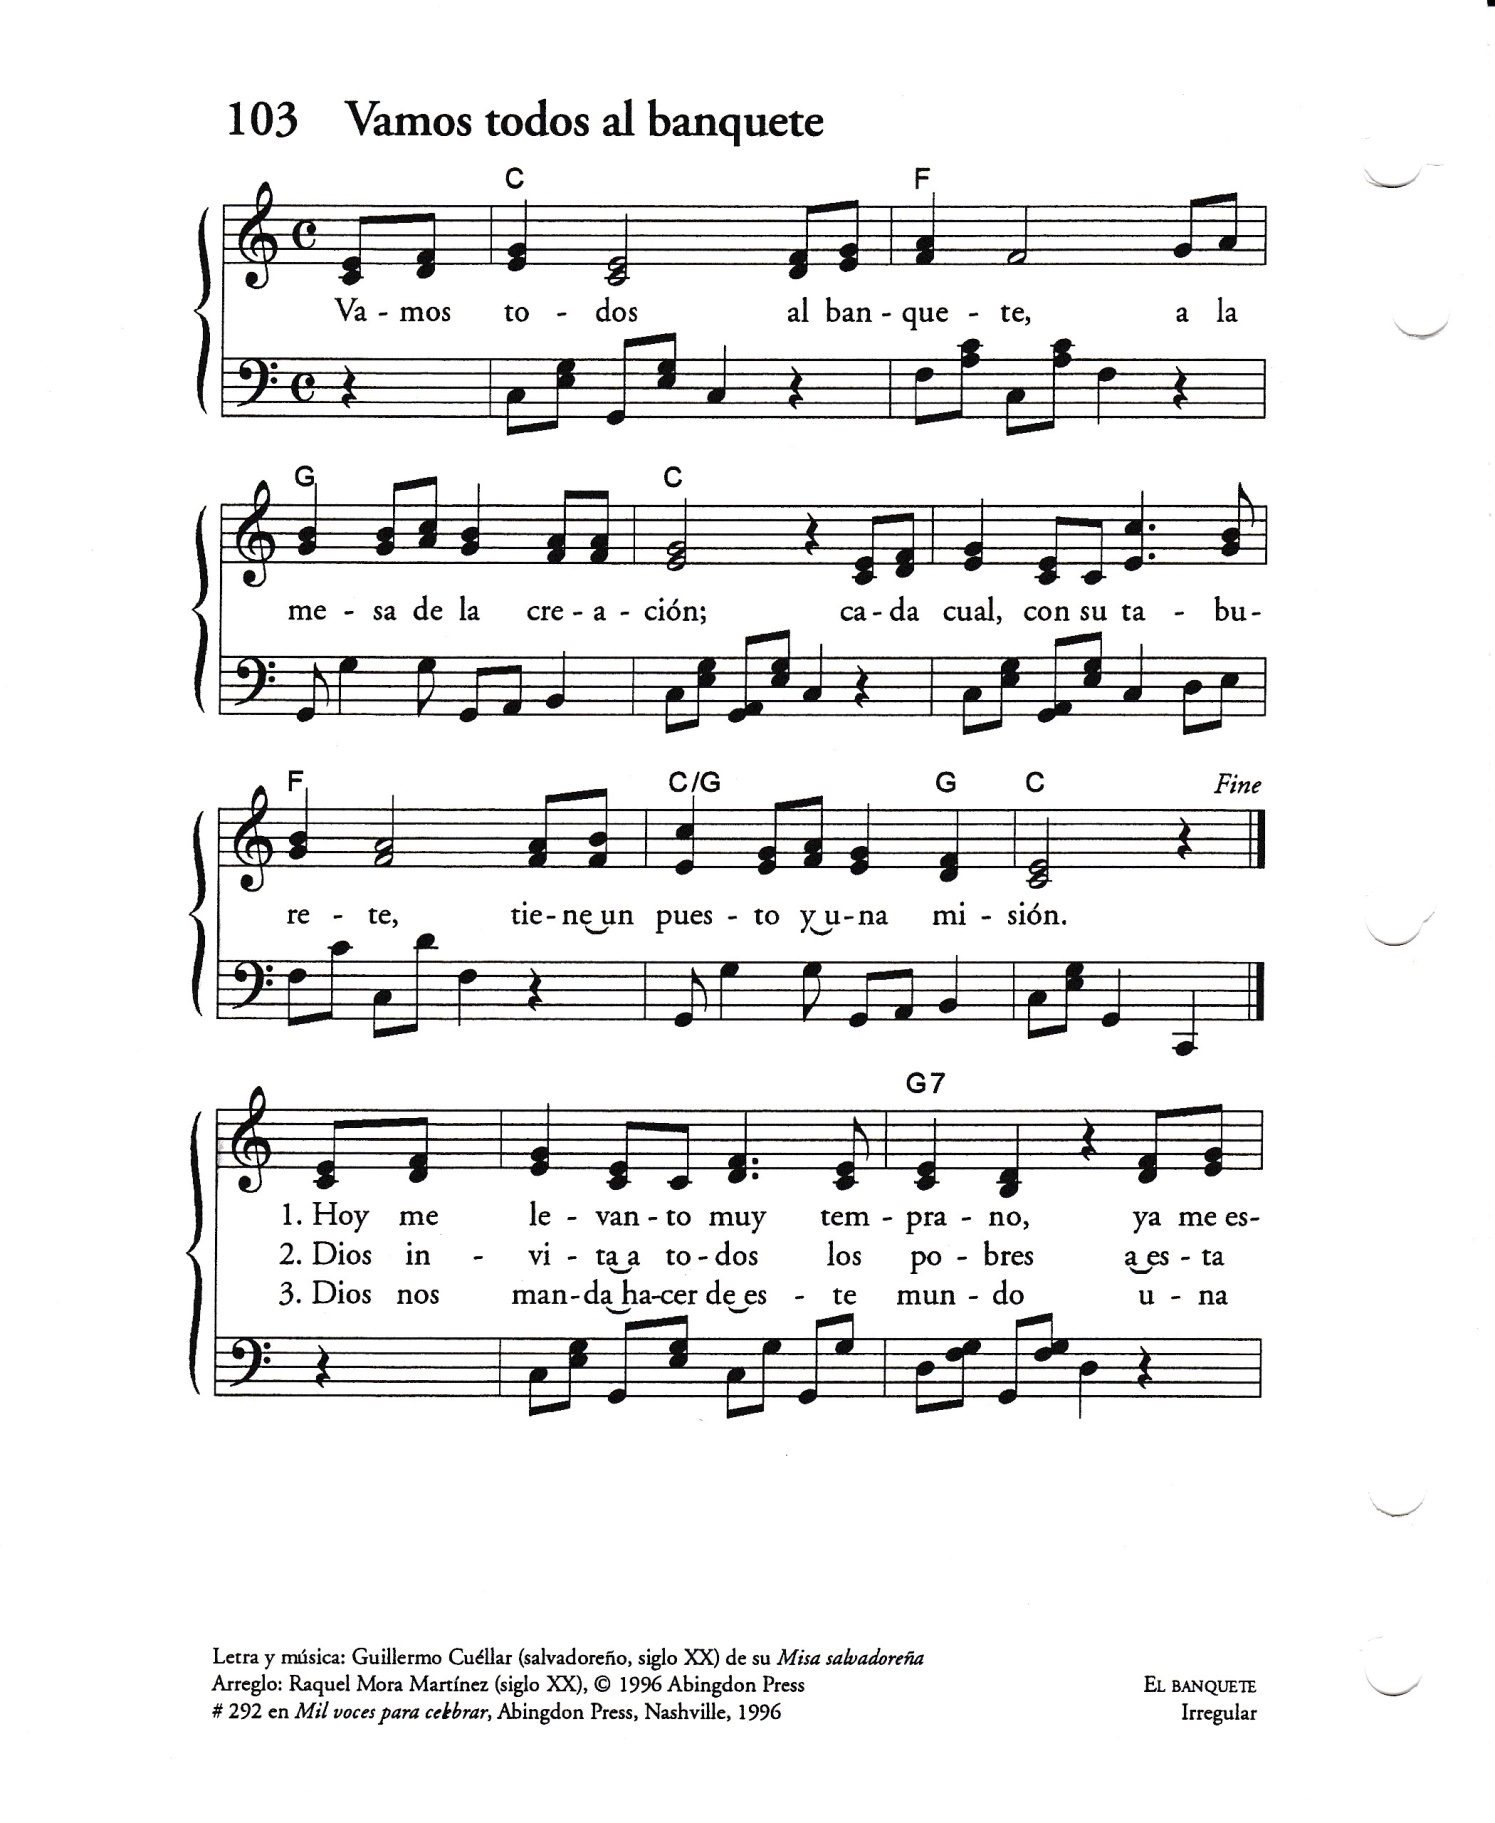 103 Vamos todos al banquete
C F
Va - mos to - dos al ban - que - te, a la
G C
me - sa de la cre - a - ción; ca - da cual, con su ta - bu -
F C/G G C Fine
re - te, tie - ne un pues - to y u - na mi - sión.
G7
1. Hoy me le - van - to muy tem - pra - no, ya me es -
2. Dios in - vi - ta a to - dos los po - bres a es - ta
3. Dios nos man - da ha - cer de es - te mun - do u - na
Letra y música: Guillermo Cuéllar (salvadoreño, siglo XX) de su Misa salvadoreña
Arreglo: Raquel Mora Martínez (siglo XX), © 1996 Abingdon Press
EL BANQUETE
# 292 en Mil voces para celebrar, Abingdon Press, Nashville, 1996
Irregular